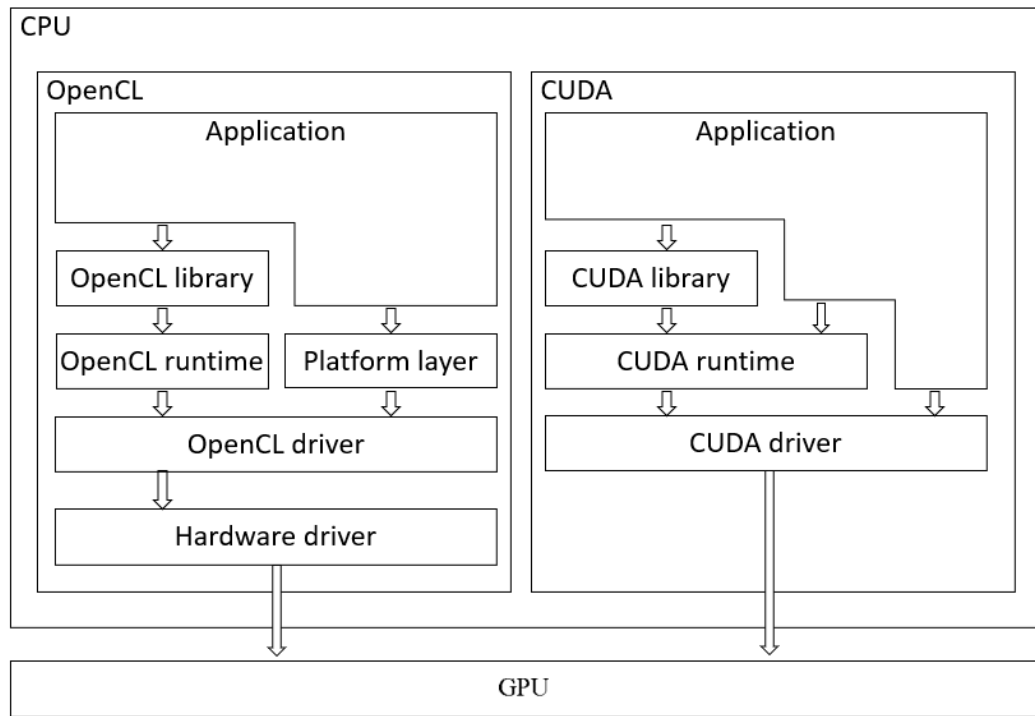 CPU
OpenCL
Application
OpenCL library
OpenCL runtime
Platform layer
OpenCL driver
Hardware driver
CUDA
Application
CUDA library
CUDA runtime
CUDA driver
GPU